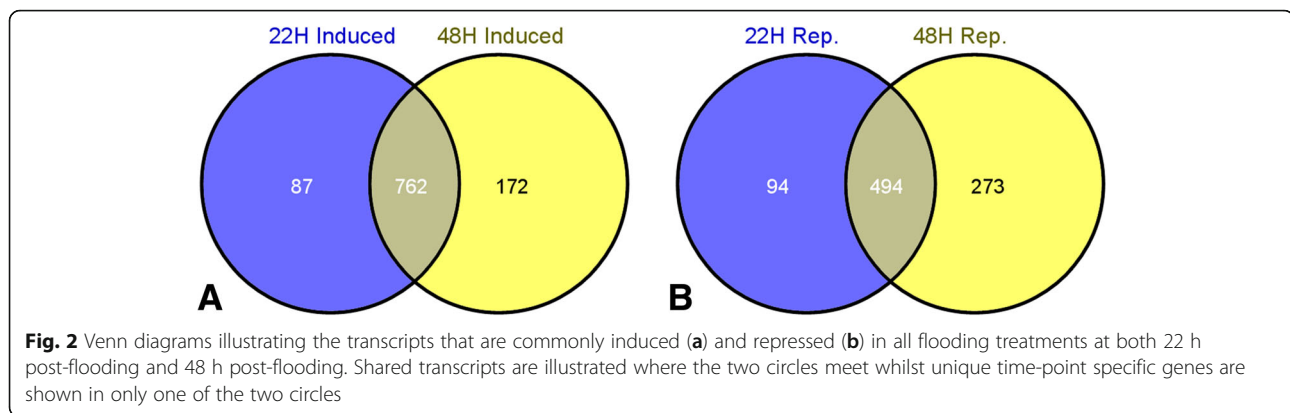 22H Induced 48H Induced 22H Rep. 48H Rep.
87 762 172 94 494 273
A B
Fig. 2 Venn diagrams illustrating the transcripts that are commonly induced (a) and repressed (b) in all flooding treatments at both 22 h
post-flooding and 48 h post-flooding. Shared transcripts are illustrated where the two circles meet whilst unique time-point specific genes are
shown in only one of the two circles